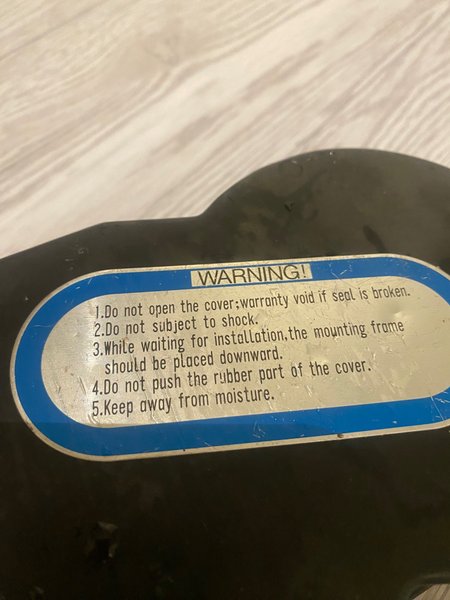 WARNING!
1.Do not open the cover;warranty void if seal is broken.
2.Do not subject to shock.
3.While waiting for installation,the mounting frame
should be placed downward.
4.Do not push the rubber part of the cover.
5.Keep away from moisture.